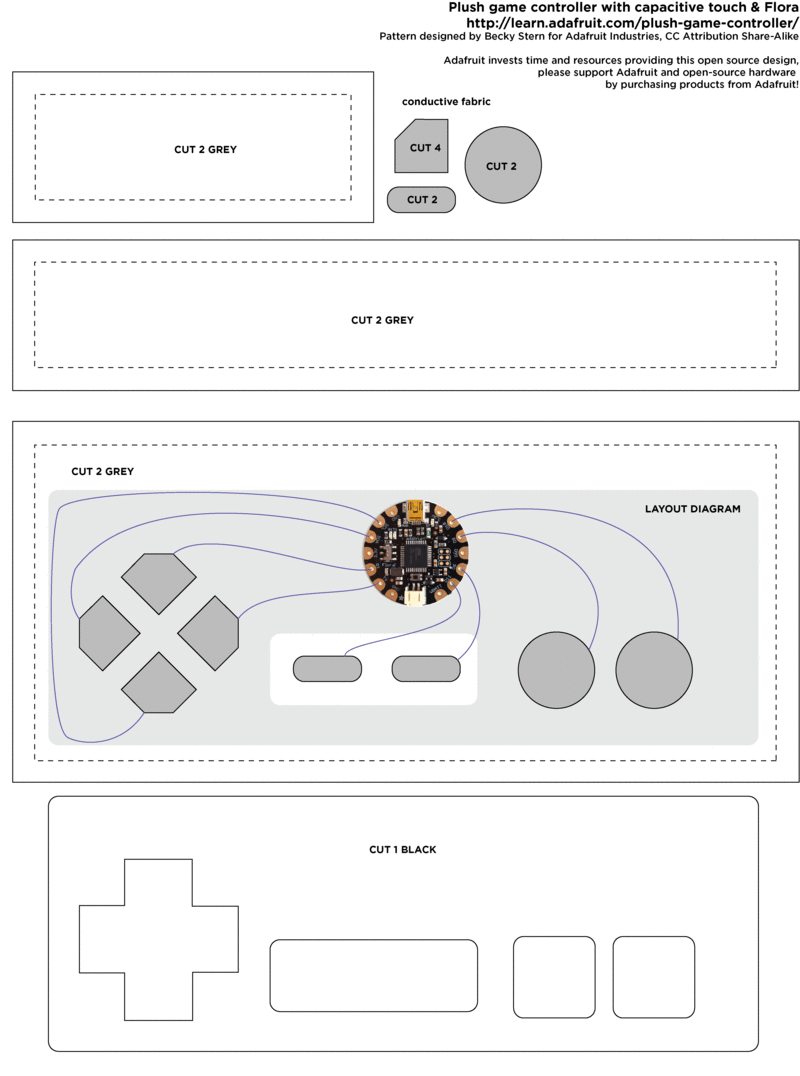 Plush game controller with capacitive touch & Flora
http://learn.adafruit.com/plush-game-controller/
Pattern designed by Becky Stern for Adafruit Industries, CC Attribution Share-Alike
Adafruit invests time and resources providing this open source design,
please support Adafruit and open-source hardware
by purchasing products from Adafruit!
conductive fabric
CUT 2 GREY
CUT 4
CUT 2
CUT 2
CUT 2 GREY
CUT 2 GREY
LAYOUT DIAGRAM
CUT 1 BLACK